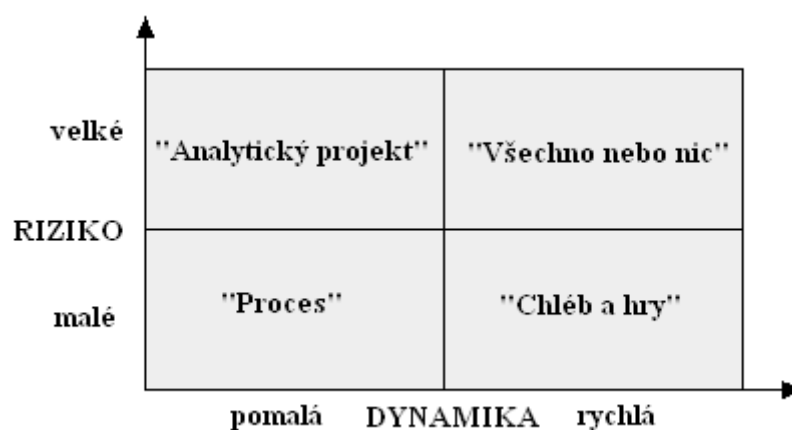 velké
"Analytický projekt" "Všechno nebo nic"
RIZIKO
malé
"Proces" "Chléb a hry"
pomalá DYNAMIKA rychlá